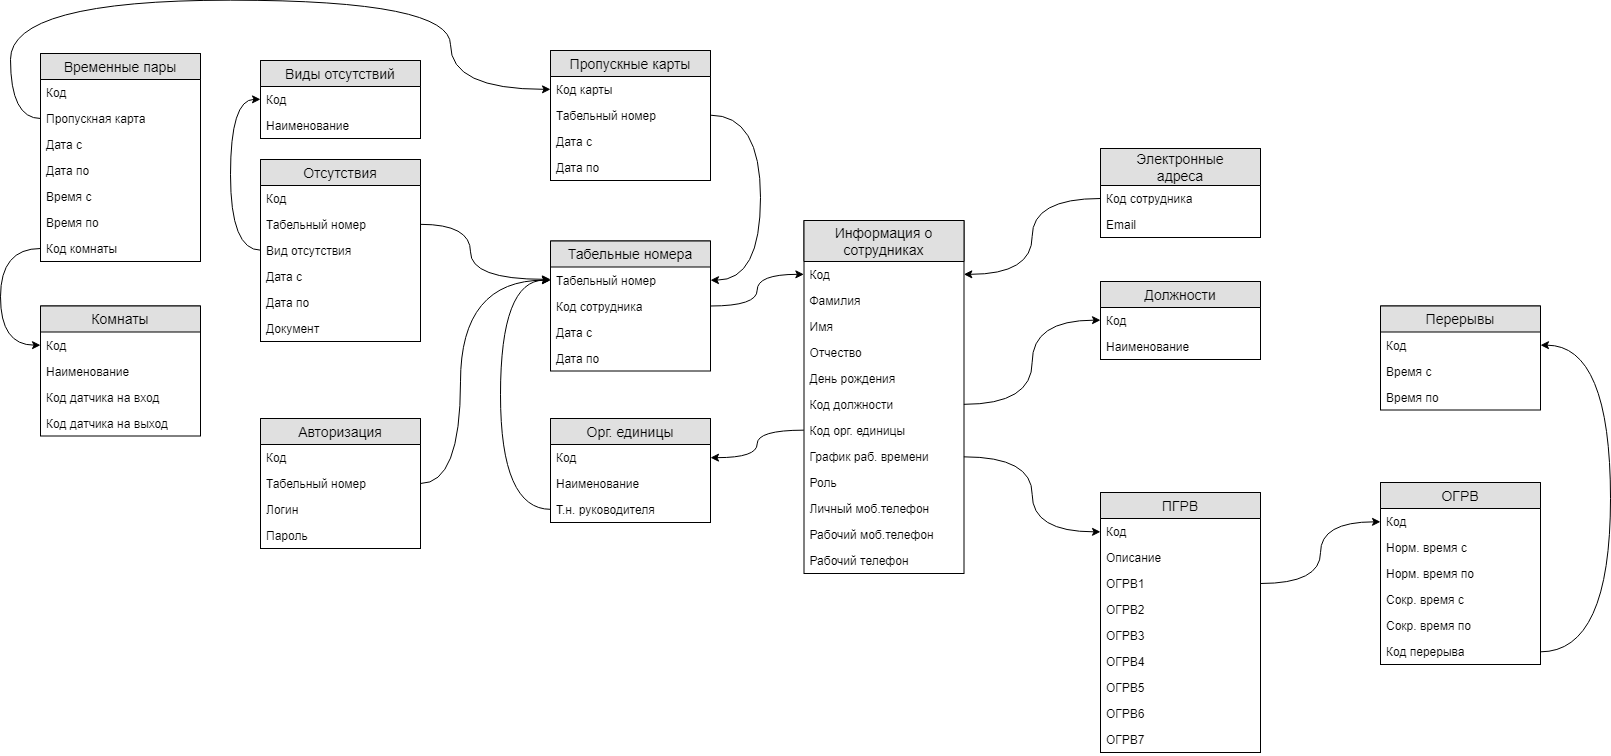 Временные пары
Код
Пропускная карта
Дата с
Дата по
Время с
Время по
Код комнаты
Комнаты
Код
Наименование
Код датчика на вход
Код датчика на выход
Виды отсутствий
Код
Наименование
Отсутствия
Код
Табельный номер
Вид отсутствия
Дата с
Дата по
Документ
Авторизация
Код
Табельный номер
Логин
Пароль
Пропускные карты
Код карты
Табельный номер
Дата с
Дата по
Табельные номера
Табельный номер
Код сотрудника
Дата с
Дата по
Орг. единицы
Код
Наименование
Т.н. руководителя
Информация о
сотрудниках
Код
Фамилия
Имя
Отчество
День рождения
Код должности
Код орг. единицы
График раб. времени
Роль
Личный моб.телефон
Рабочий моб.телефон
Рабочий телефон
Электронные
адреса
Код сотрудника
Email
Должности
Код
Наименование
ПГРВ
Код
Описание
ОГРВ1
ОГРВ2
ОГРВ3
ОГРВ4
ОГРВ5
ОГРВ6
ОГРВ7
Перерывы
Код
Время с
Время по
ОГРВ
Код
Норм. время с
Норм. время по
Сокр. время с
Сокр. время по
Код перерыва